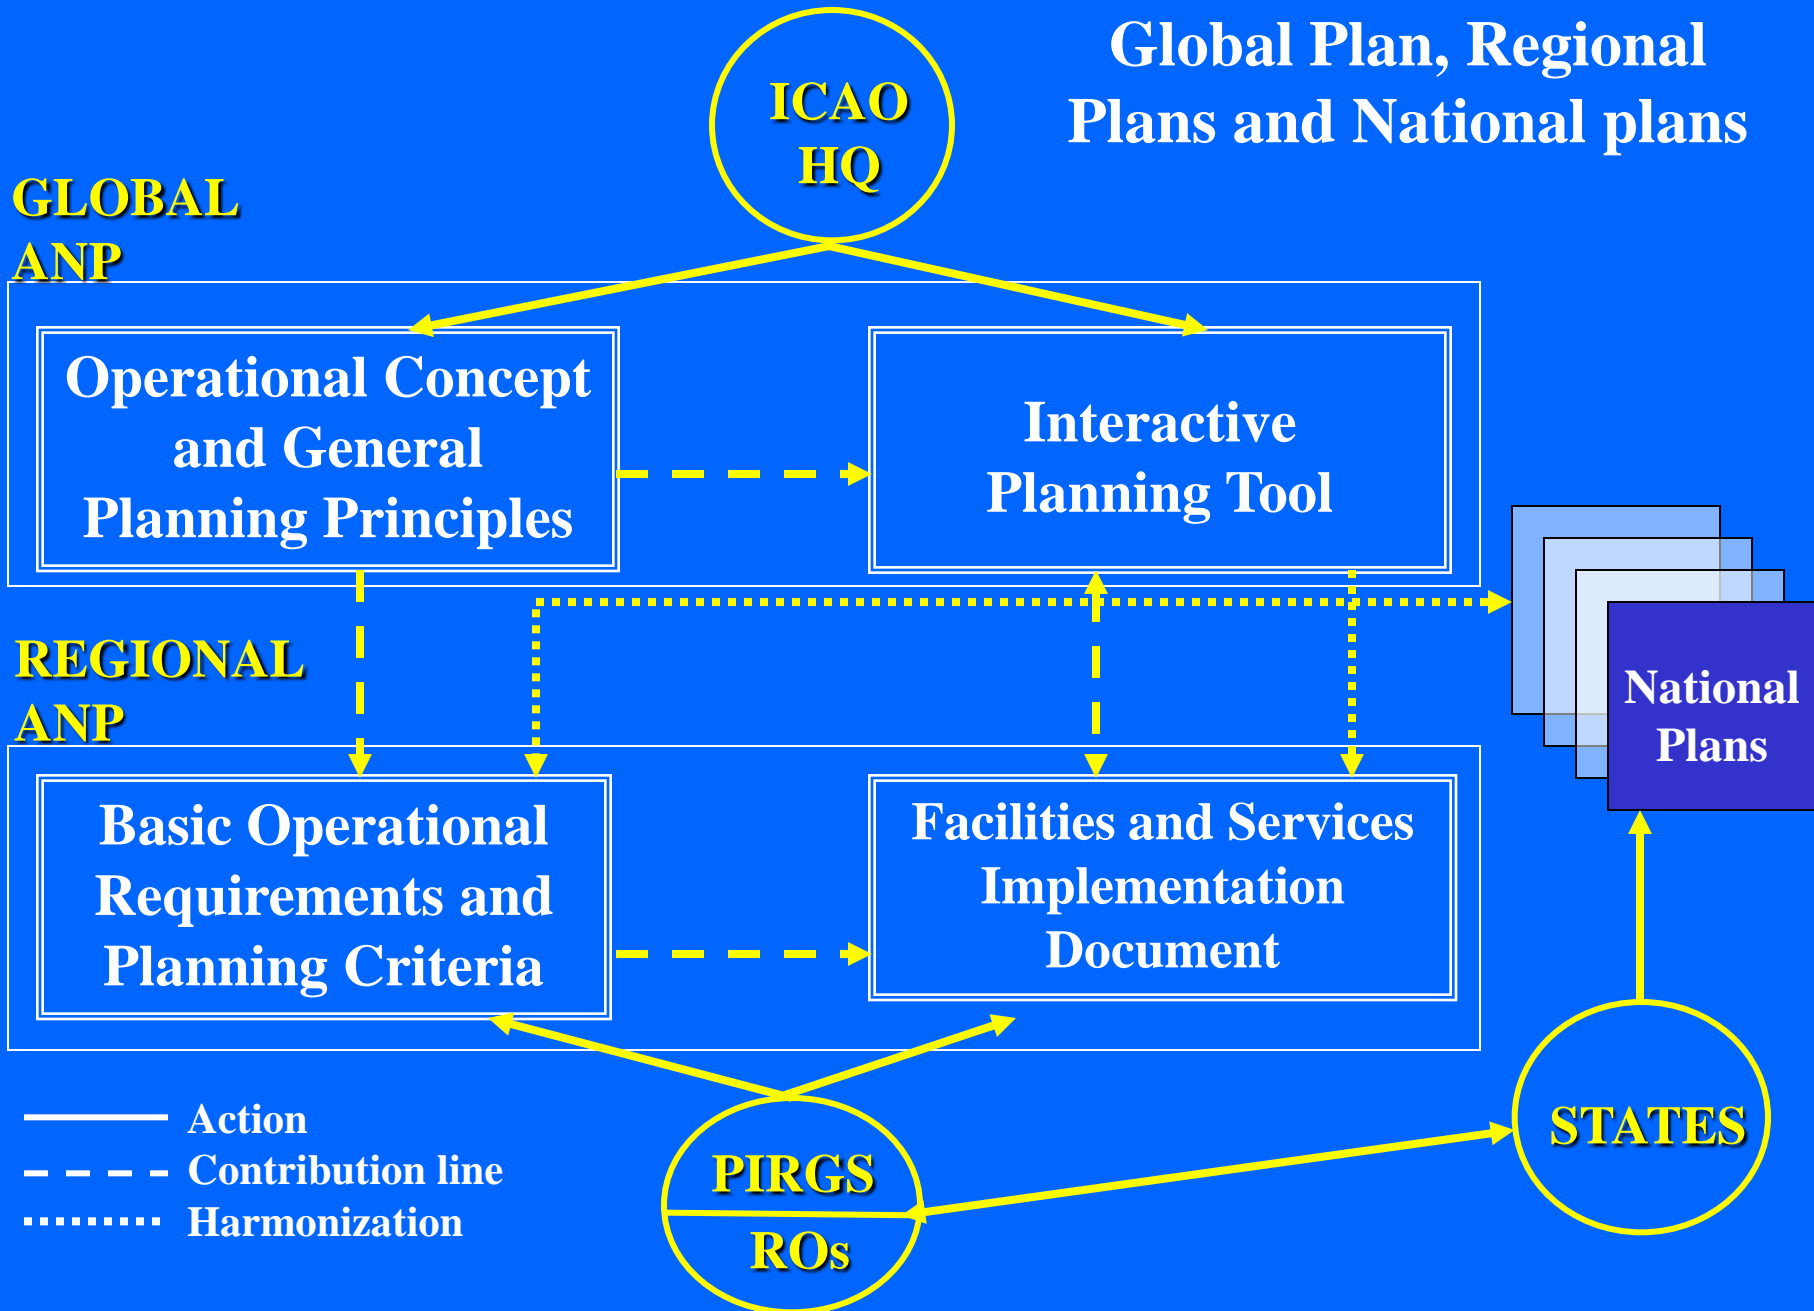 Global Plan, Regional
Plans and National plans
ICAO
HQ
GLOBAL
ANP
Operational Concept
and General
Planning Principles
Interactive
Planning Tool
REGIONAL
ANP
National
Plans
Basic Operational
Requirements and
Planning Criteria
Facilities and Services
Implementation
Document
Action
Contribution line
Harmonization
PIRGS
ROs
STATES